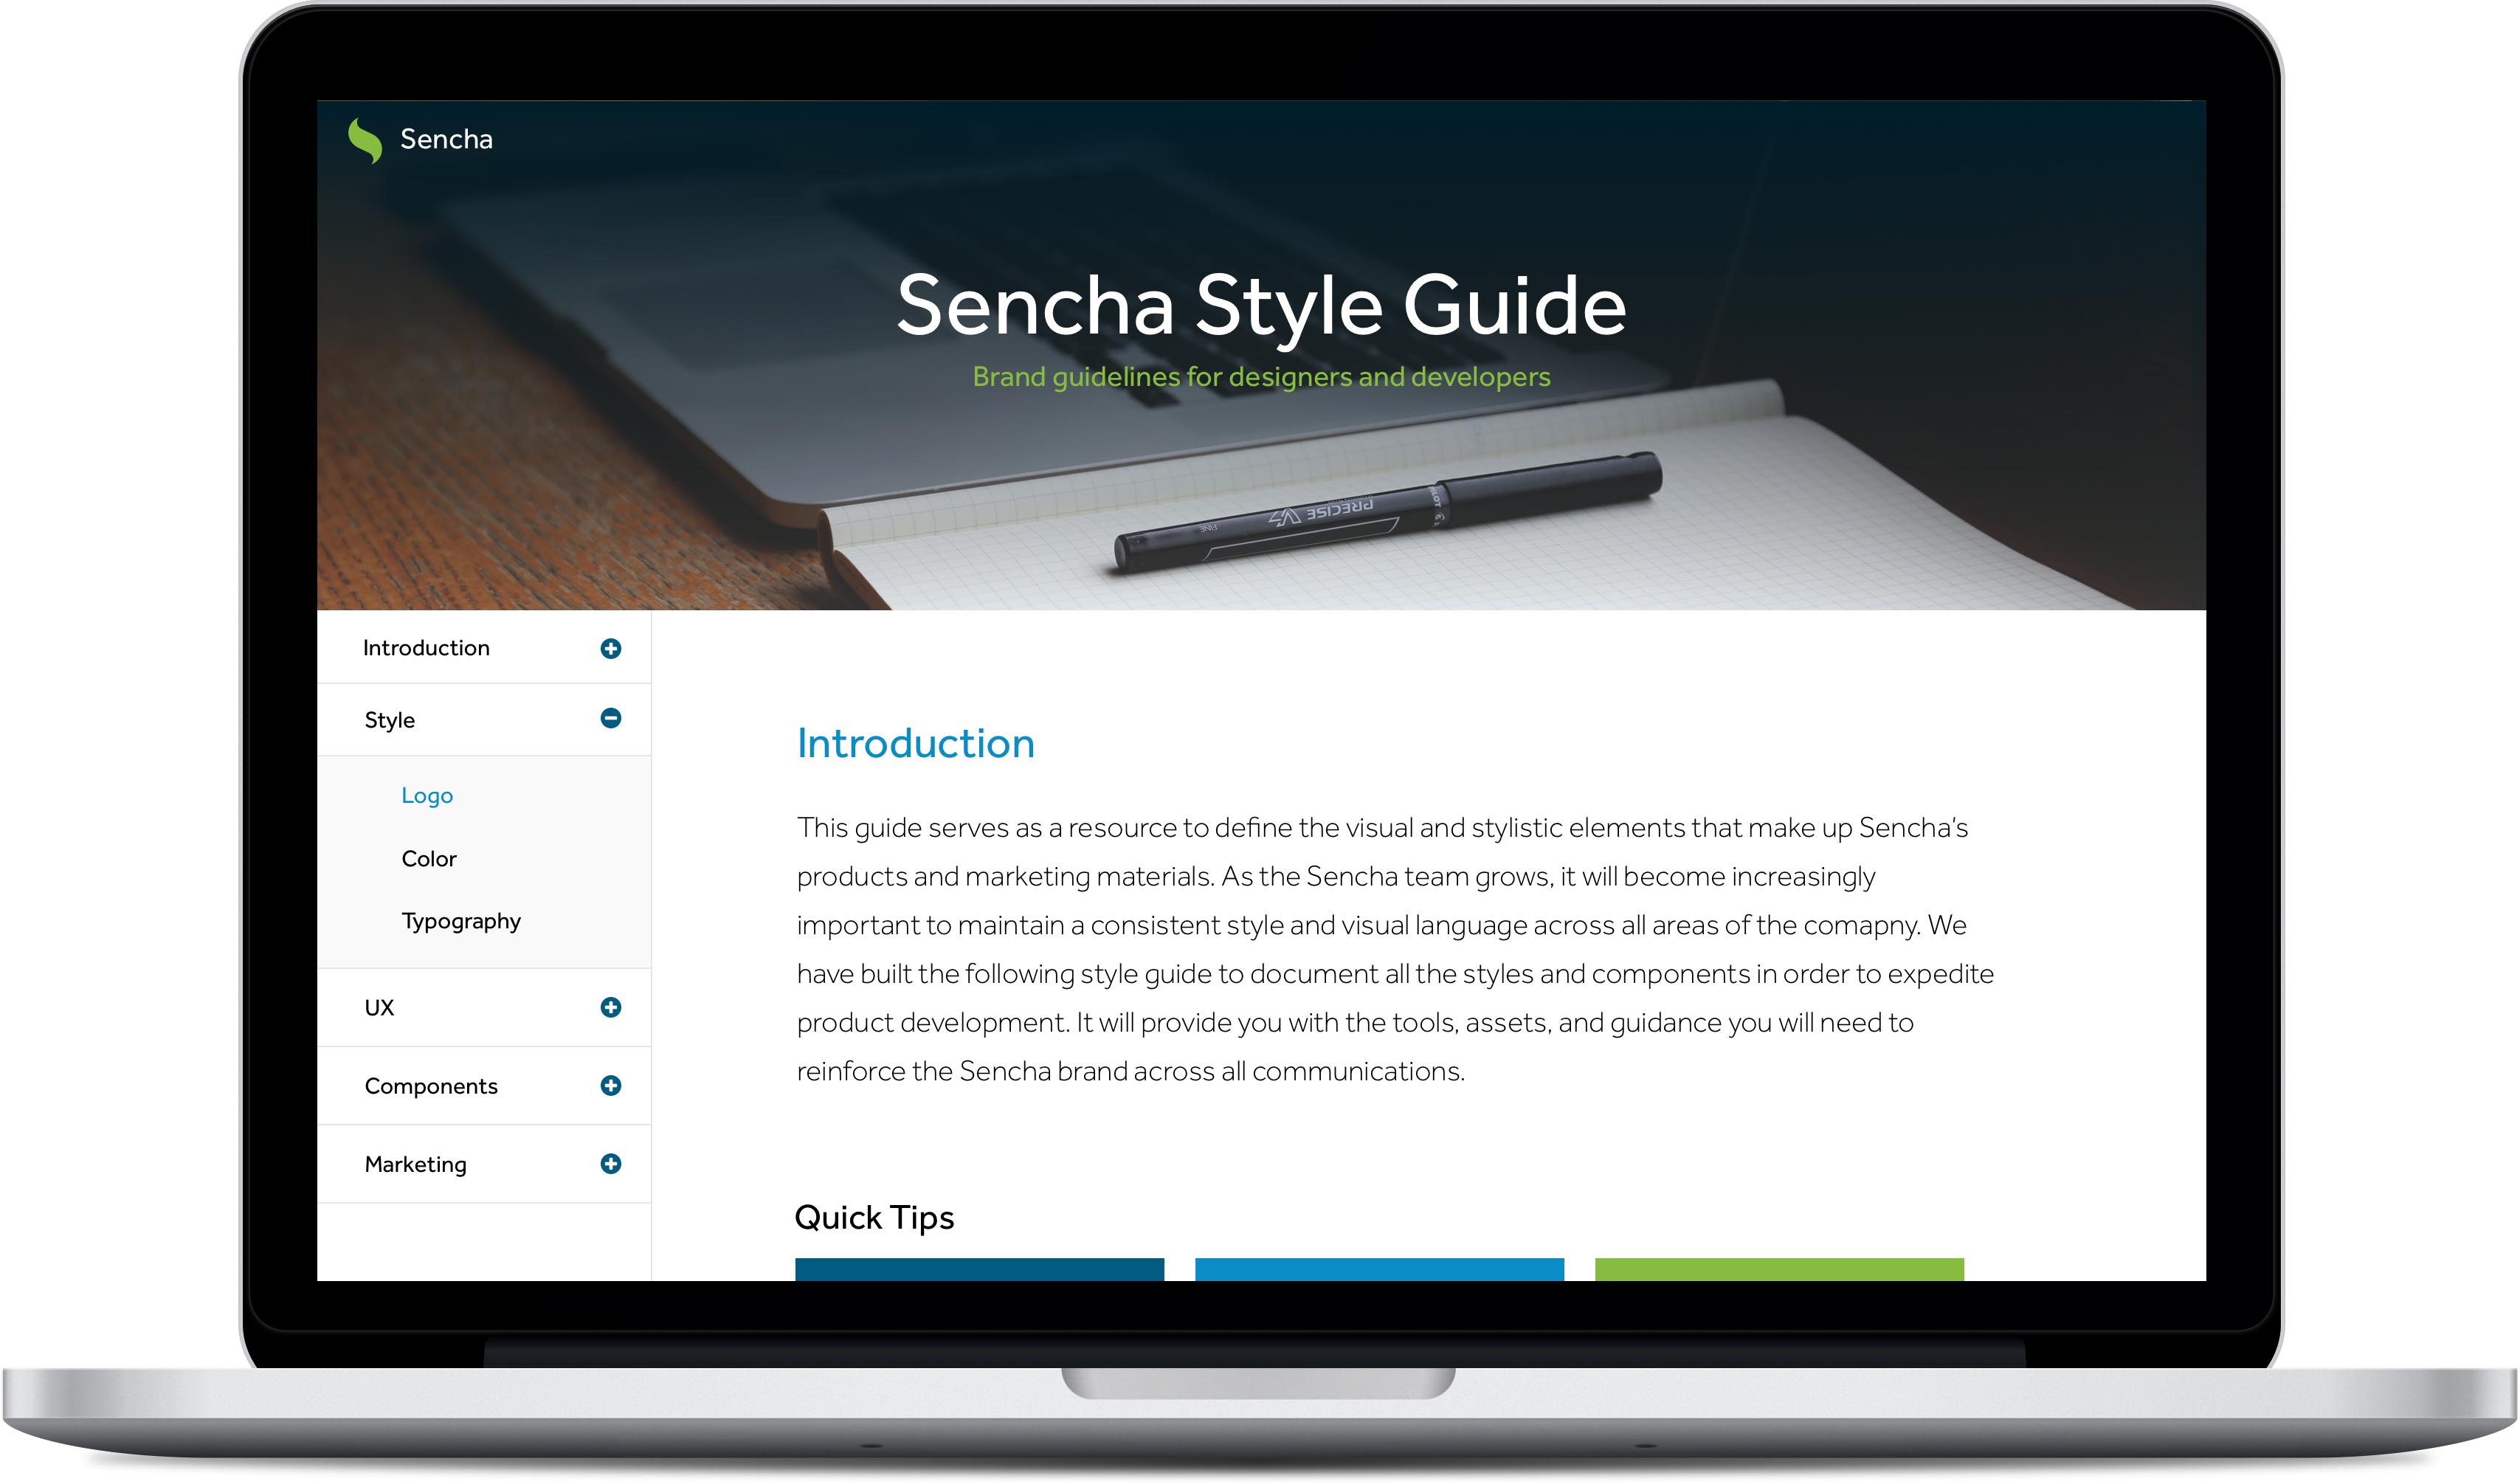 Sencha
Sencha Style Guide
Brand guidelines for designers and developers
PRECISE V7
FINE
Introduction
Style
Logo
Color
Typography
UX
Components
Marketing
Introduction
This guide serves as a resource to define the visual and stylistic elements that make up Sencha's
products and marketing materials. As the Sencha team grows, it will become increasingly
important to maintain a consistent style and visual language across all areas of the comapny. We
have built the following style guide to document all the styles and components in order to expedite
product development. It will provide you with the tools, assets, and guidance you will need to
reinforce the Sencha brand across all communications.
Quick Tips